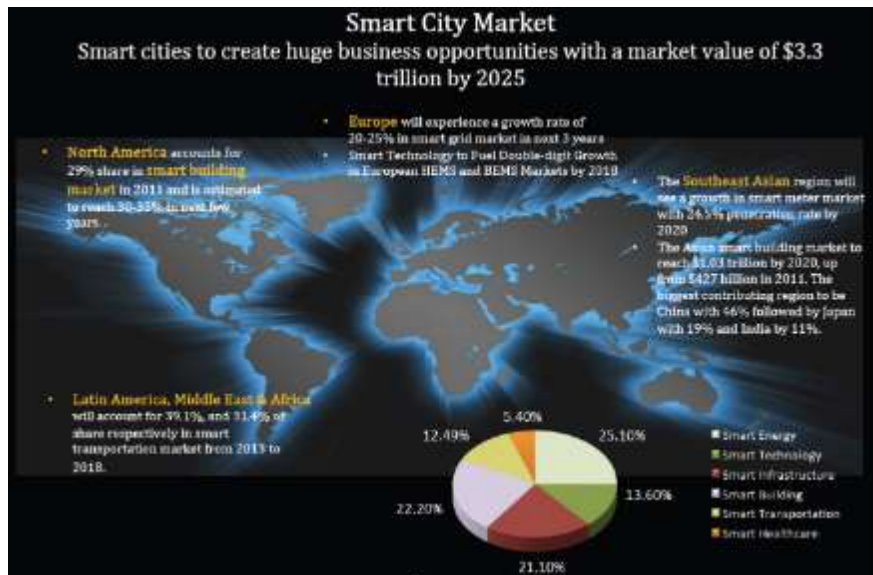 Smart City Market
Smart cities to create huge business opportunities with a market value of $3.3
trillion by 2025
• Europe will experience a growth rate of
20-25% in smart grid market in next 3 years
• Smart Technology to Fuel Double-digit Growth
in European HEMS and BEMS Markets by 2018
• North America accounts for
29% share in smart building
market in 2011 and is estimated
to reach 30-35% in next few
years
• The Southeast Asian region will
see a growth in smart meter market
with 24.5% penetration rate by
2020
• The Asian smart building market to
reach $1.03 trillion by 2020, up
from $427 billion in 2011. The
biggest contributing region to be
China with 46% followed by Japan
with 19% and India by 11%.
• Latin America, Middle East & Africa
will account for 39.1%, and 31.4% of
share respectively in smart
transportation market from 2013 to
2018.
5.40%
12.49%
25.10%
22.20%
13.60%
21.10%
Smart Energy
Smart Technology
Smart Infrastructure
Smart Building
Smart Transportation
Smart Healthcare